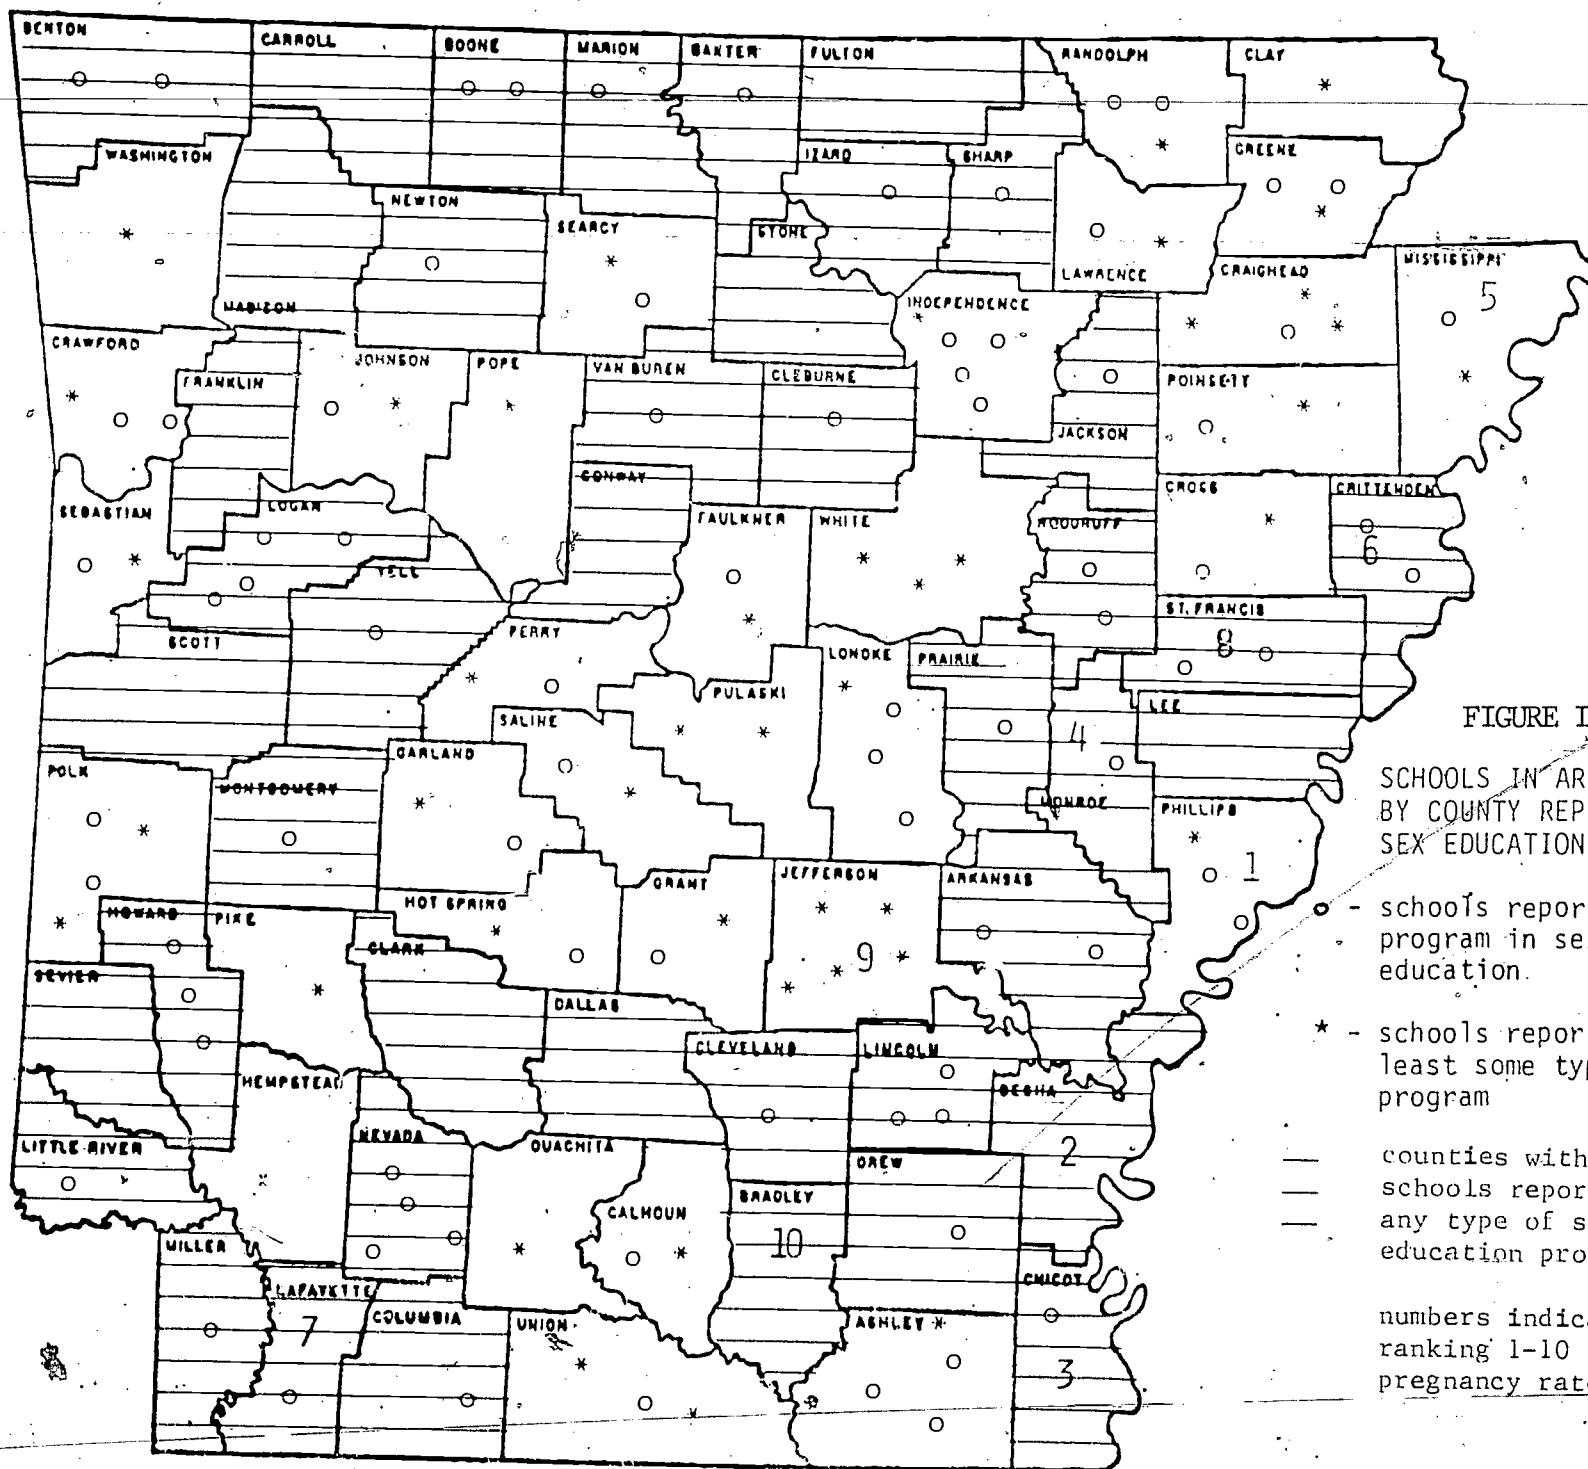 BENTON
CARROLL
BOONE
MARION
BAXTER
FULTON
RANDOLPH
CLAY
WASHINGTON
IZARD
SHARP
GREENE
NEWTON
SEARCY
STONE
LAWRENCE
CRAIGHEAD
MISSISSIPPI
5
MADISON
INDEPENDENCE
CRAWFORD
FRANKLIN
JOHNSON
POPE
VAN BUREN
CLEBURNE
POINSETT
JACKSON
SEBASTIAN
LOGAN
CONWAY
FAULKNER
WHITE
WOODRUFF
CROSS
CRITTENDEN
6
YELL
ST. FRANCIS
8
SCOTT
PERRY
LONOKE
PRAIRIE
PULASKI
SALINE
LEE
4
GARLAND
POLK
MONTGOMERY
MONROE
PHILLIPS
1
HOWARD
PIKE
HOT SPRING
GRANT
JEFFERSON
9
ARKANSAS
CLARK
SEVIER
DALLAS
CLEVELAND
LINCOLN
DESHA
2
HEMPSTEAD
LITTLE RIVER
NEVADA
OUACHITA
DREW
BRADLEY
10
CALHOUN
MILLER
LAFAYETTE
7
COLUMBIA
UNION
ASHLEY
CHICOT
3
FIGURE I
SCHOOLS IN AR
BY COUNTY REP
SEX EDUCATION
o - schools repor
program in se
education.
* - schools repor
least some typ
program
counties with
schools repor
any type of s
education pro
numbers indic
ranking 1-10
pregnancy rat